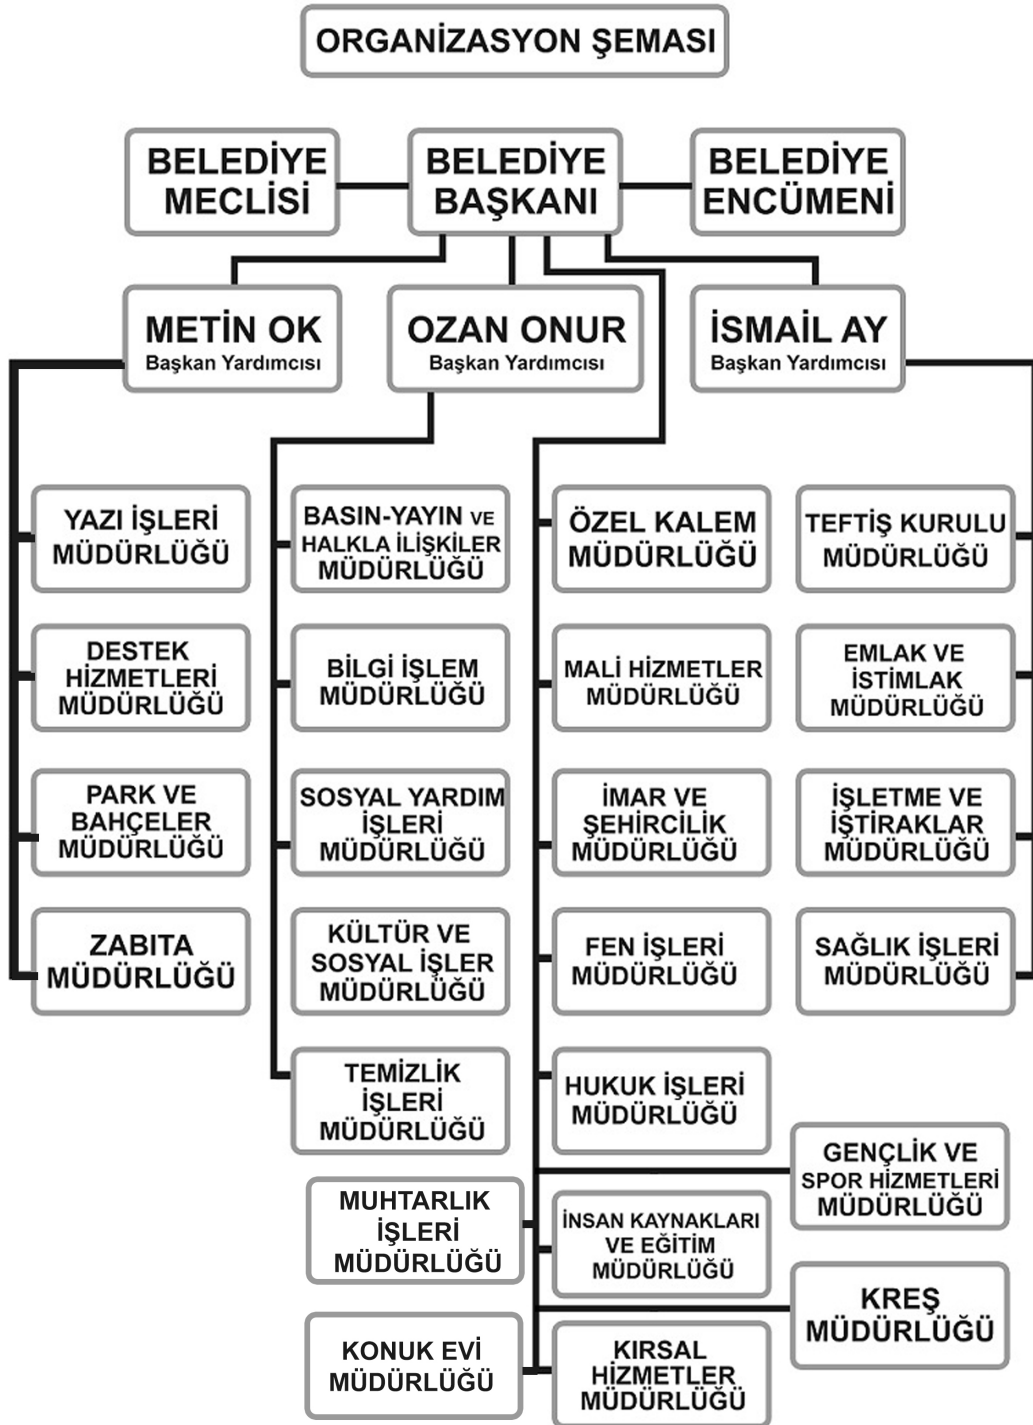 ORGANİZASYON ŞEMASI
BELEDİYE
MECLİSİ
BELEDİYE
BAŞKANI
BELEDİYE
ENCÜMENİ
METİN OK
Başkan Yardımcısı
OZAN ONUR
Başkan Yardımcısı
İSMAİL AY
Başkan Yardımcısı
YAZI İŞLERİ
MÜDÜRLÜĞÜ
BASIN-YAYIN VE
HALKLA İLİŞKİLER
MÜDÜRLÜĞÜ
ÖZEL KALEM
MÜDÜRLÜĞÜ
TEFTİŞ KURULU
MÜDÜRLÜĞÜ
DESTEK
HİZMETLERİ
MÜDÜRLÜĞÜ
BİLGİ İŞLEM
MÜDÜRLÜĞÜ
MALİ HİZMETLER
MÜDÜRLÜĞÜ
EMLAK VE
İSTİMLAK
MÜDÜRLÜĞÜ
PARK VE
BAHÇELER
MÜDÜRLÜĞÜ
SOSYAL YARDIM
İŞLERİ
MÜDÜRLÜĞÜ
İMAR VE
ŞEHİRCİLİK
MÜDÜRLÜĞÜ
İŞLETME VE
İŞTİRAKLAR
MÜDÜRLÜĞÜ
ZABITA
MÜDÜRLÜĞÜ
KÜLTÜR VE
SOSYAL İŞLER
MÜDÜRLÜĞÜ
FEN İŞLERİ
MÜDÜRLÜĞÜ
SAĞLIK İŞLERİ
MÜDÜRLÜĞÜ
TEMİZLİK
İŞLERİ
MÜDÜRLÜĞÜ
HUKUK İŞLERİ
MÜDÜRLÜĞÜ
GENÇLİK VE
SPOR HİZMETLERİ
MÜDÜRLÜĞÜ
MUHTARLIK
İŞLERİ
MÜDÜRLÜĞÜ
İNSAN KAYNAKLARI
VE EĞİTİM
MÜDÜRLÜĞÜ
KREŞ
MÜDÜRLÜĞÜ
KONUK EVİ
MÜDÜRLÜĞÜ
KIRSAL
HİZMETLER
MÜDÜRLÜĞÜ